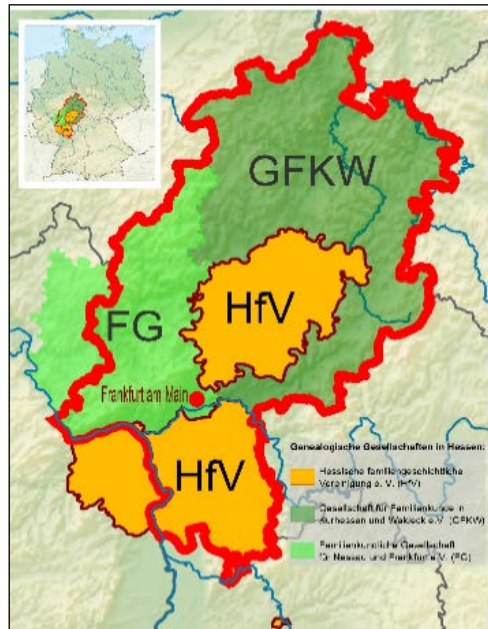 GFKW
HfV
FG
Frankfurt am Main
HfV
Genealogische Gesellschaften in Hessen:
Hessische familiengeschichtliche
Vereinigung e. V. (HfV)
Gesellschaft für Familienkunde in
Kurhessen und Waldeck e.V. (GFKW)
Familienkundliche Gesellschaft
für Nassau und Frankfurt e.V. (FG)